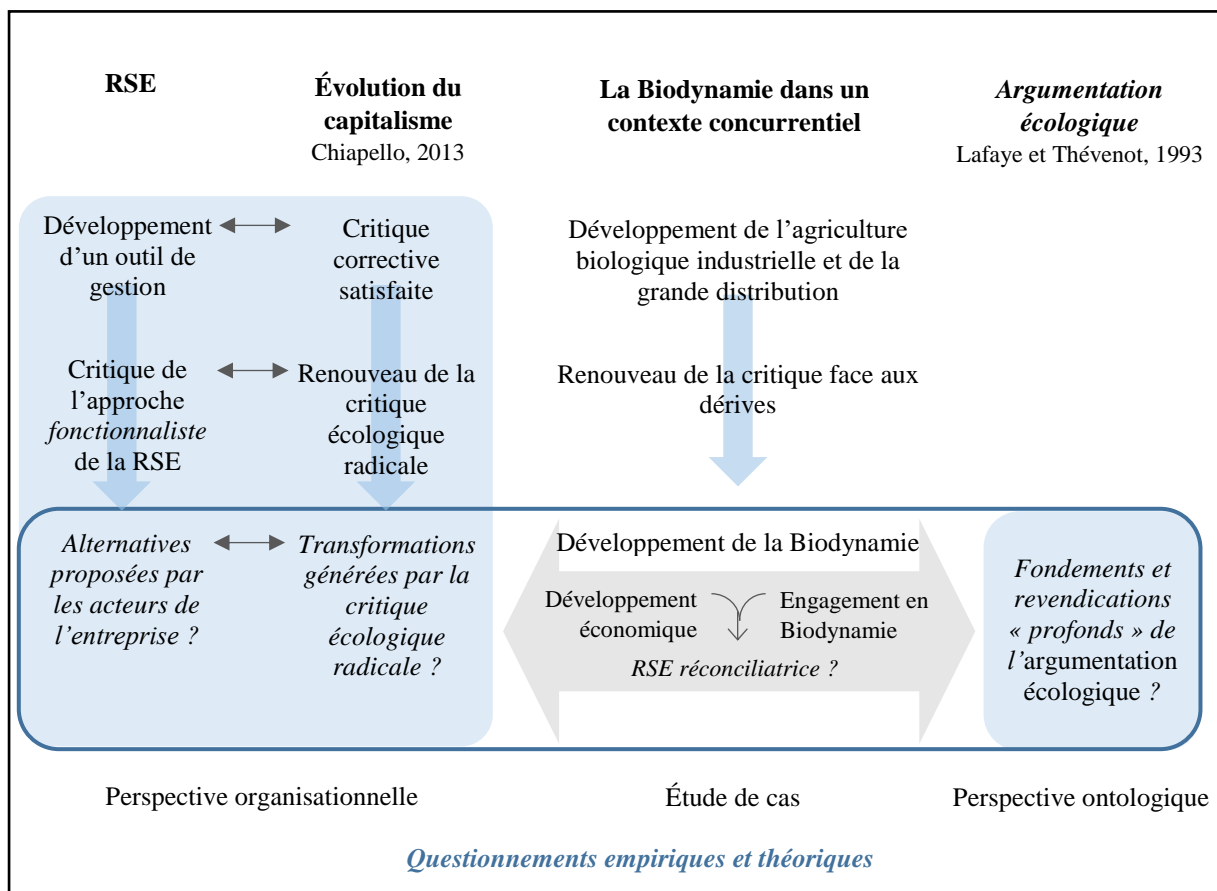 RSE
Évolution du
capitalisme
Chiapello, 2013
La Biodynamie dans un
contexte concurrentiel
Argumentation
écologique
Lafaye et Thévenot, 1993
Développement
d’un outil de
gestion
Critique
corrective
satisfaite
Développement de l’agriculture
biologique industrielle et de la
grande distribution
Critique de
l’approche
fonctionnaliste
de la RSE
Renouveau de la
critique
écologique
radicale
Renouveau de la critique face aux
dérives
Alternatives
proposées par
les acteurs de
l’entreprise ?
Transformations
générées par la
critique
écologique
radicale ?
Développement de la Biodynamie
Développement
économique
Engagement en
Biodynamie
RSE réconciliatrice ?
Fondements et
revendications
« profonds » de
l’argumentation
écologique ?
Perspective organisationnelle
Étude de cas
Perspective ontologique
Questionnements empiriques et théoriques